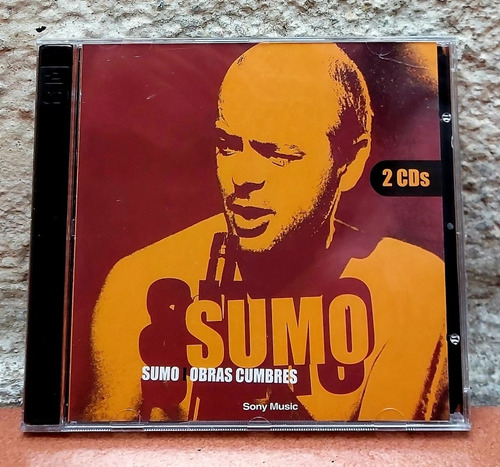 2 CDs
SUMO
SUMO OBRAS CUMBRES
Sony Music